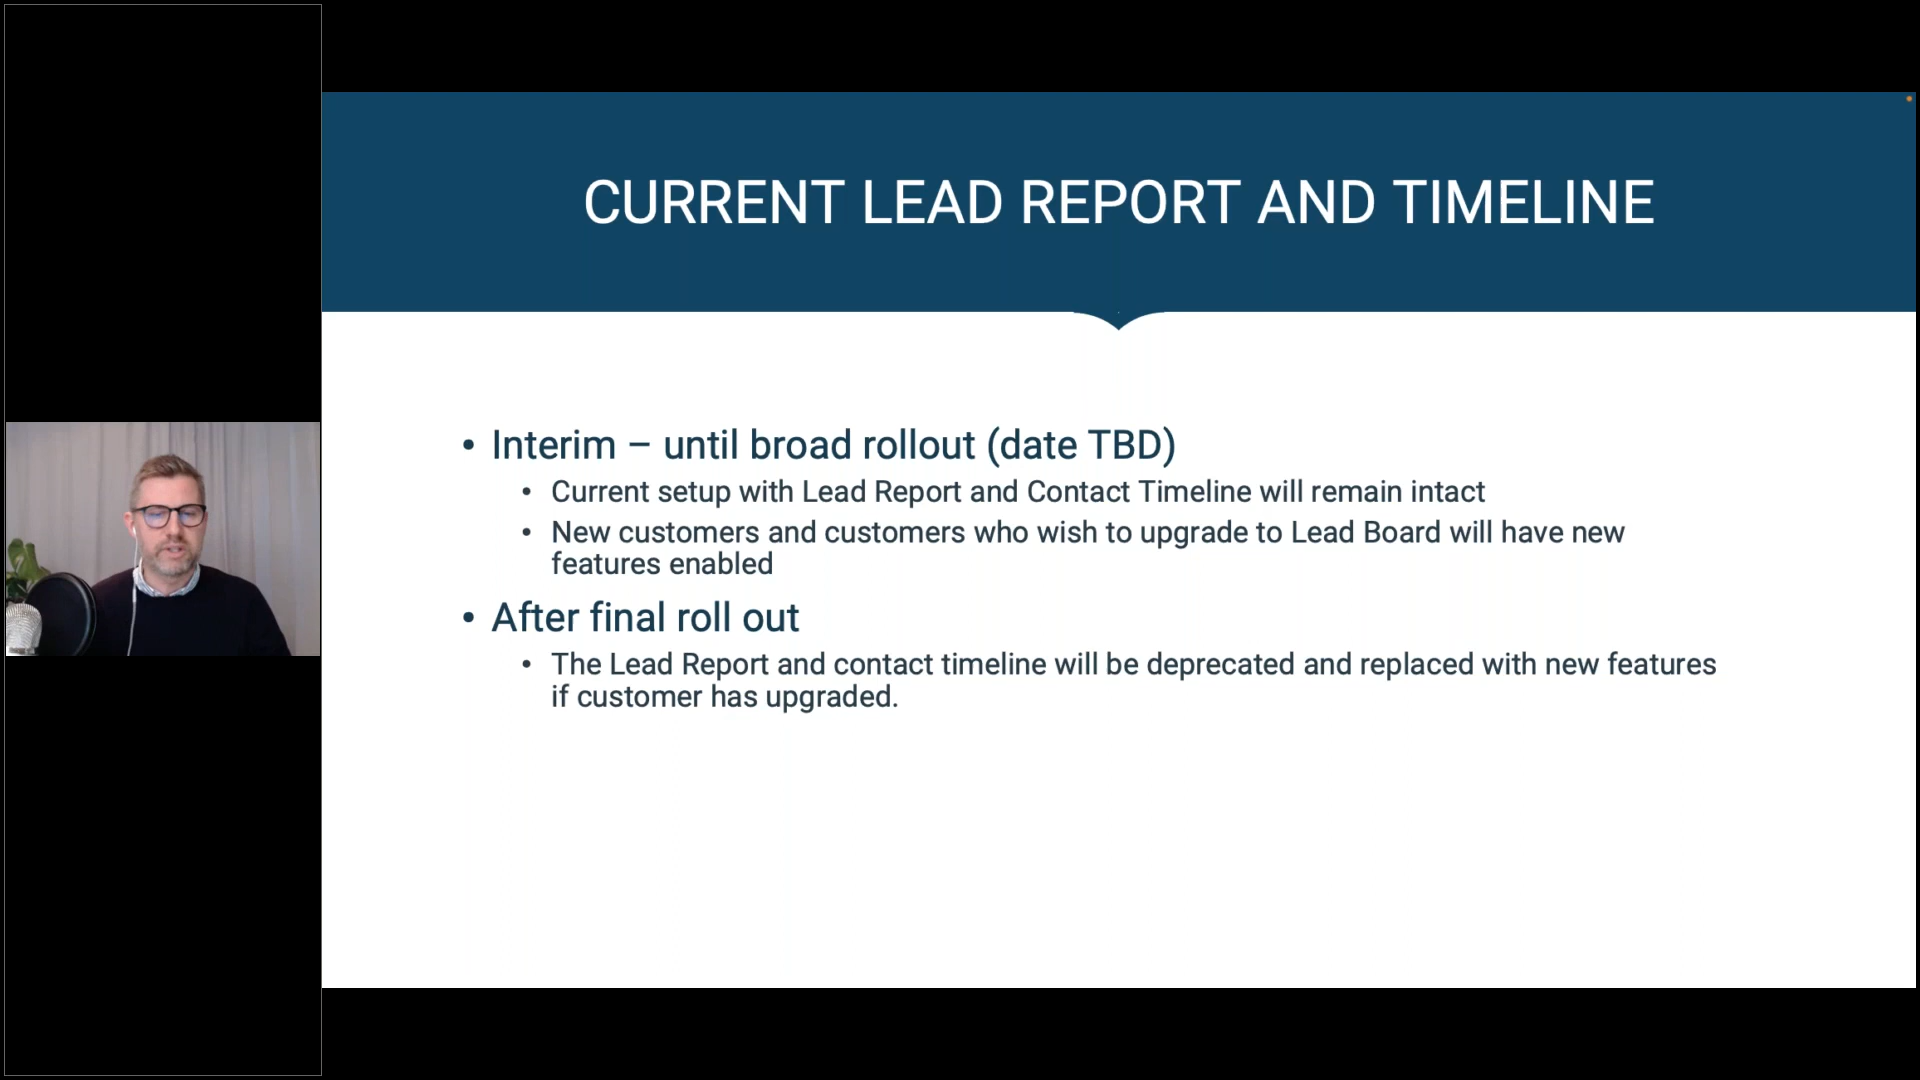 CURRENT LEAD REPORT AND TIMELINE
• Interim – until broad rollout (date TBD)
• Current setup with Lead Report and Contact Timeline will remain intact
• New customers and customers who wish to upgrade to Lead Board will have new
features enabled
• After final roll out
• The Lead Report and contact timeline will be deprecated and replaced with new features
if customer has upgraded.